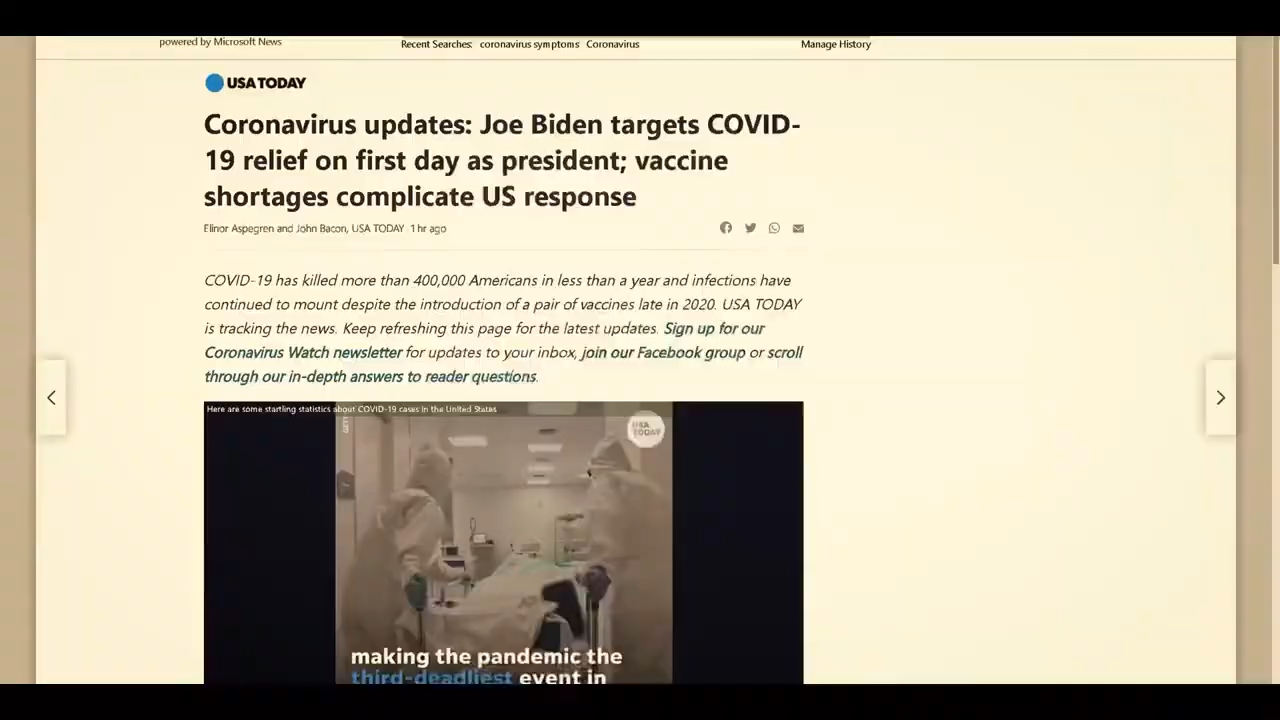 powered by Microsoft News
Recent Searches: coronavirus symptoms Coronavirus
Manage History
USA TODAY
Coronavirus updates: Joe Biden targets COVID-
19 relief on first day as president; vaccine
shortages complicate US response
Elinor Aspegren and John Bacon, USA TODAY 1 hr ago
COVID-19 has killed more than 400,000 Americans in less than a year and infections have
continued to mount despite the introduction of a pair of vaccines late in 2020. USA TODAY
is tracking the news. Keep refreshing this page for the latest updates. Sign up for our
Coronavirus Watch newsletter for updates to your inbox, join our Facebook group or scroll
through our in-depth answers to reader questions.
Here are some startling statistics about COVID-19 cases in the United States
USA
TODAY
making the pandemic the
third-deadliest event in